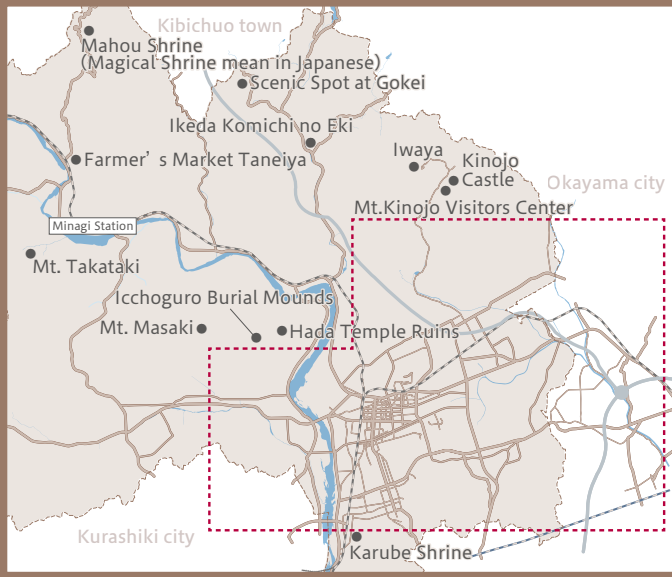 Kibichuo town
Mahou Shrine
(Magical Shrine mean in Japanese)
Scenic Spot at Gokei
Ikeda Komichi no Eki
Farmer’s Market Taneiya
Iwaya
Kinojo
Castle
Okayama city
Mt.Kinojo Visitors Center
Minagi Station
Mt. Takataki
Icchoguro Burial Mounds
Mt. Masaki
Hada Temple Ruins
Kurashiki city
Karube Shrine